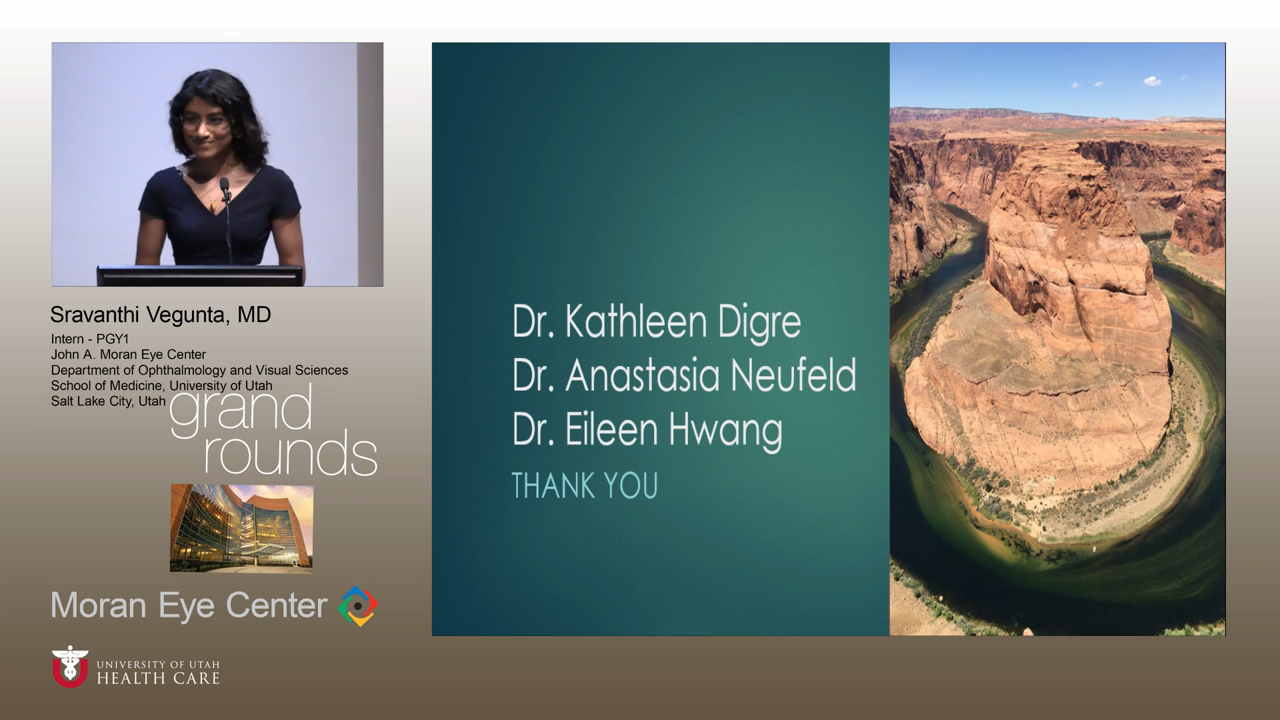 Sravanthi Vegunta, MD
Intern - PGY1
John A. Moran Eye Center
Department of Ophthalmology and Visual Sciences
School of Medicine, University of Utah
Salt Lake City, Utah
grand
rounds
Moran Eye Center
UNIVERSITY OF UTAH
HEALTH CARE
Dr. Kathleen Digre
Dr. Anastasia Neufeld
Dr. Eileen Hwang
THANK YOU